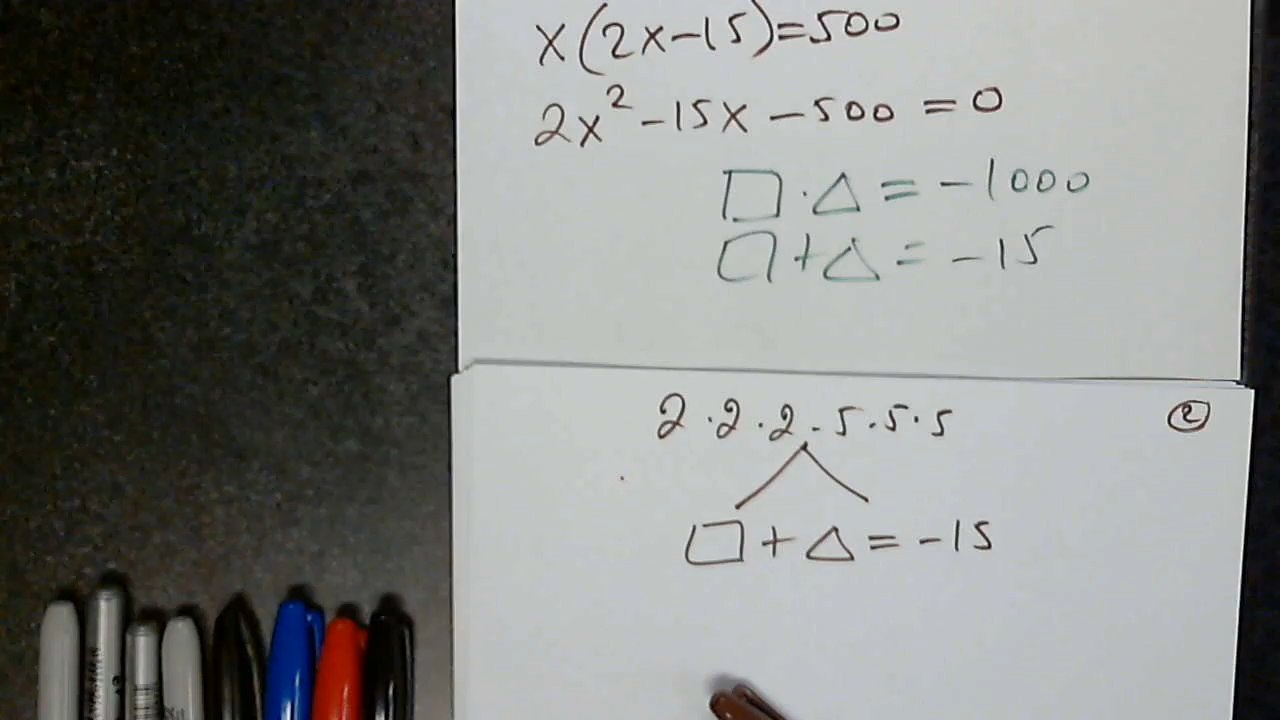 x(2x-15)=500
2x²-15x-500=0
□·△=-1000
□+△=-15
2·2·2·5·5·5
②
□+△=-15